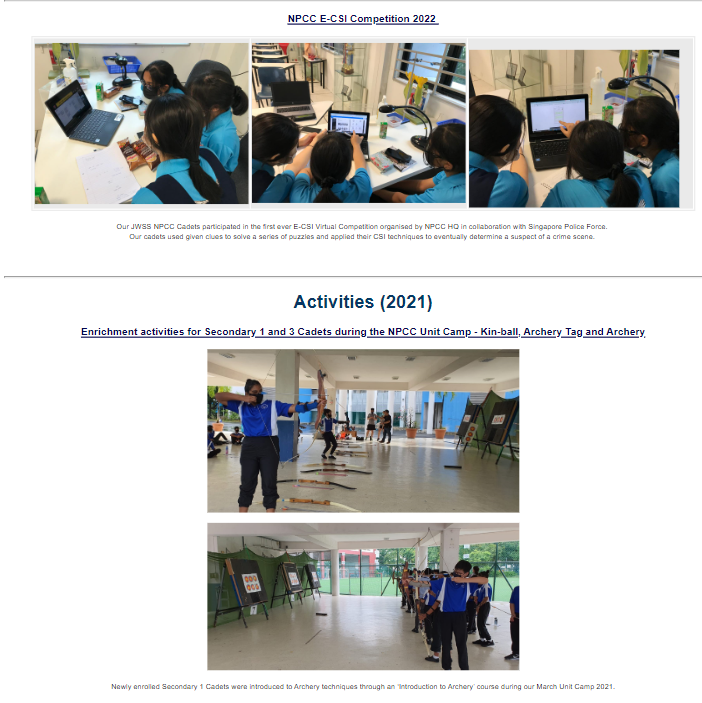 NPCC E-CSI Competition 2022
Our JWSS NPCC Cadets participated in the first ever E-CSI Virtual Competition organised by NPCC HQ in collaboration with Singapore Police Force.
Our cadets used given clues to solve a series of puzzles and applied their CSI techniques to eventually determine a suspect of a crime scene.
Activities (2021)
Enrichment activities for Secondary 1 and 3 Cadets during the NPCC Unit Camp - Kin-ball, Archery Tag and Archery
Newly enrolled Secondary 1 Cadets were introduced to Archery techniques through an 'Introduction to Archery' course during our March Unit Camp 2021.